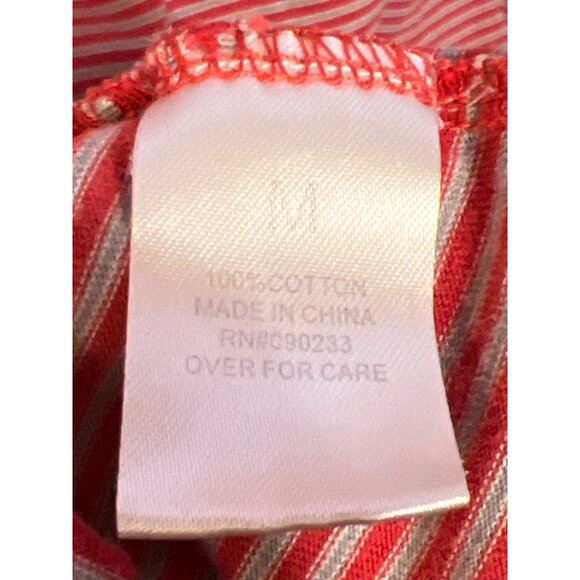 M
100%COTTON
MADE IN CHINA
RN#090233
OVER FOR CARE